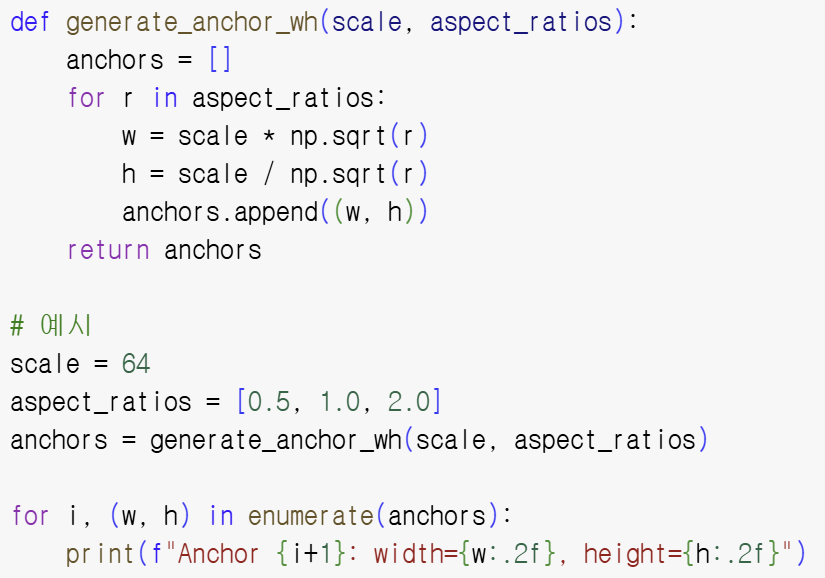 def generate_anchor_wh(scale, aspect_ratios):
    anchors = []
    for r in aspect_ratios:
        w = scale * np.sqrt(r)
        h = scale / np.sqrt(r)
        anchors.append((w, h))
    return anchors

# 예시
scale = 64
aspect_ratios = [0.5, 1.0, 2.0]
anchors = generate_anchor_wh(scale, aspect_ratios)

for i, (w, h) in enumerate(anchors):
    print(f"Anchor {i+1}: width={w:.2f}, height={h:.2f}")